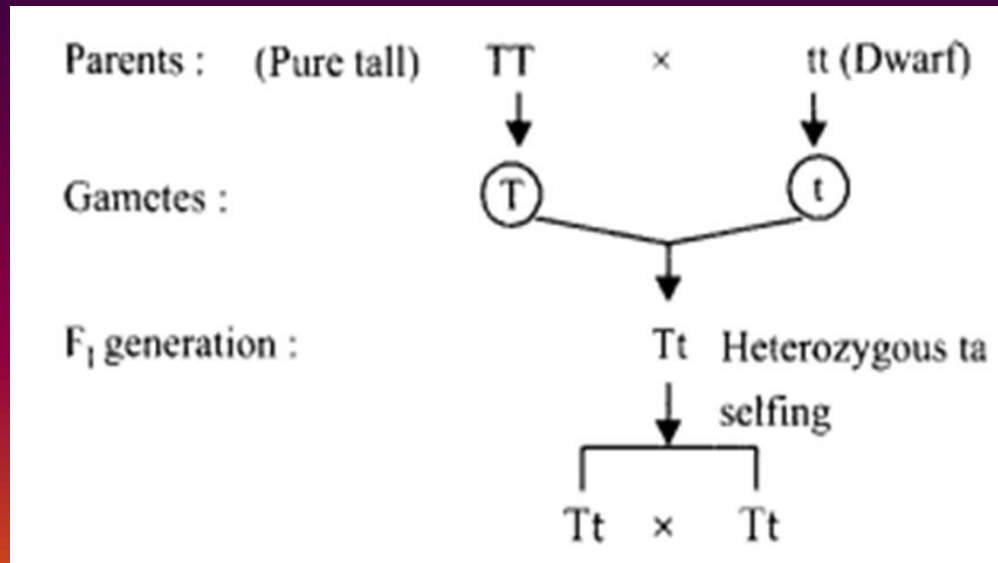 Parents : (Pure tall) TT × tt (Dwarf)
Gametes : T t
F₁ generation : Tt Heterozygous ta
selfing
Tt × Tt